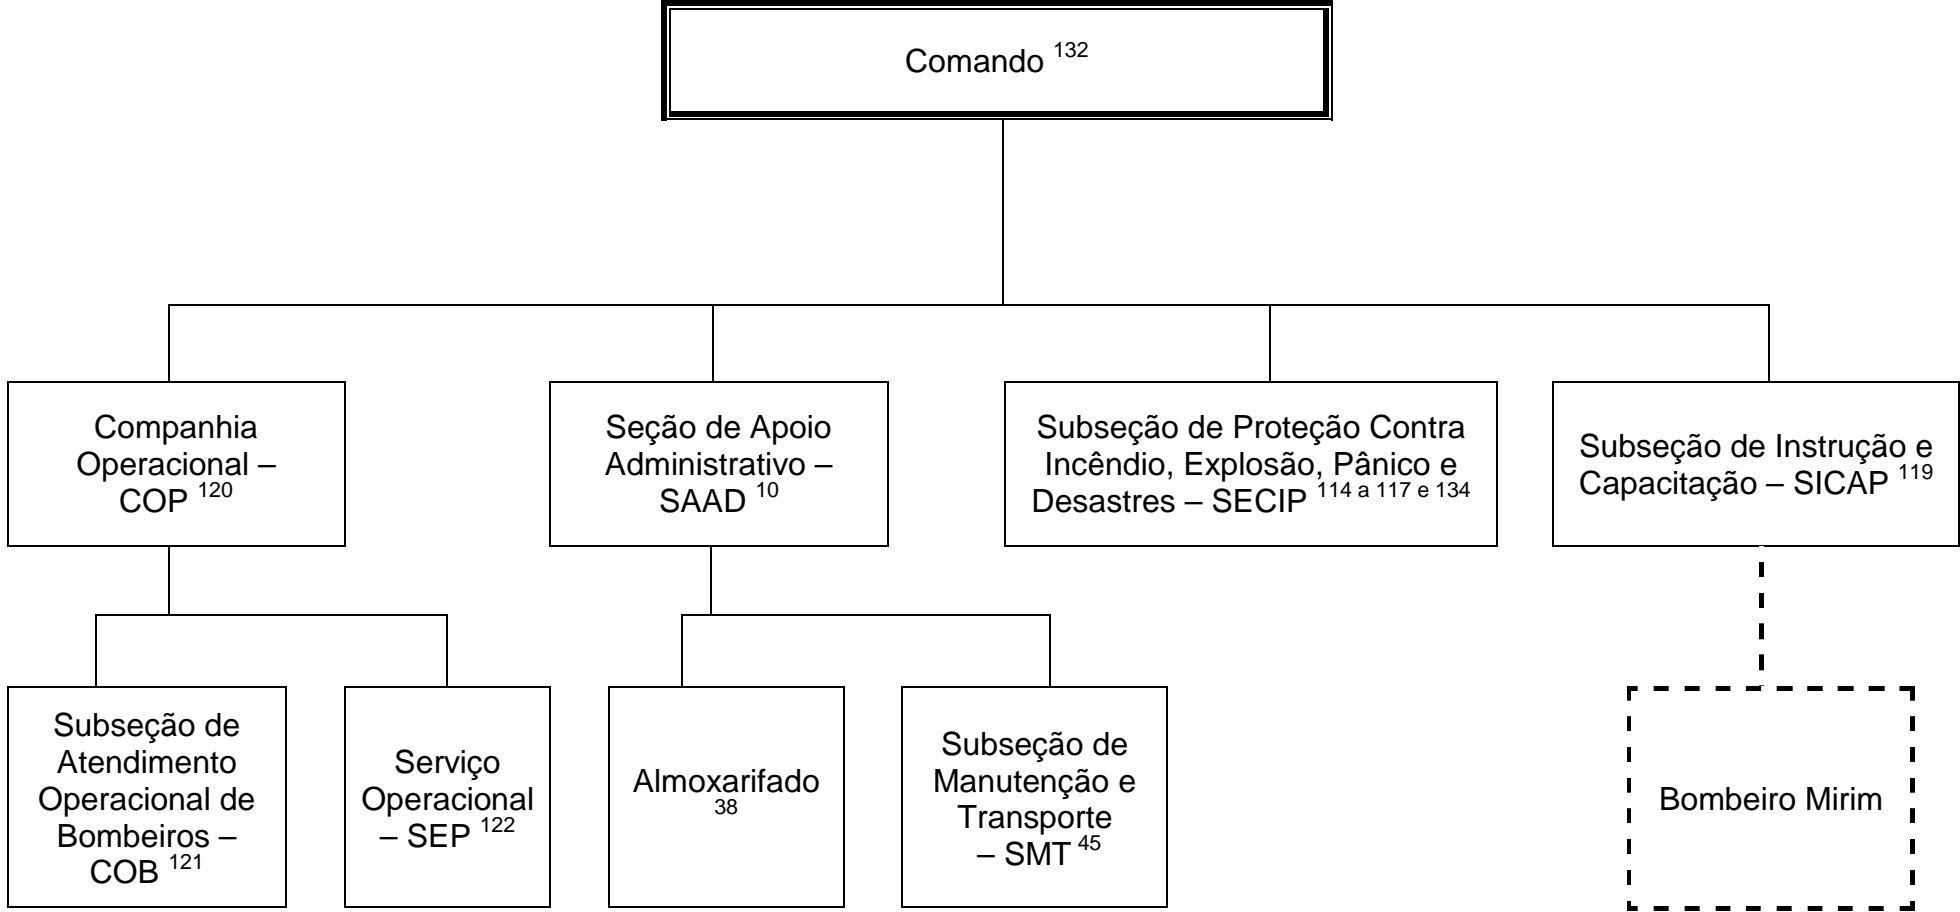 Comando 132
Companhia
Operacional –
COP 120
Seção de Apoio
Administrativo –
SAAD 10
Subseção de Proteção Contra
Incêndio, Explosão, Pânico e
Desastres – SECIP 114 a 117 e 134
Subseção de Instrução e
Capacitação – SICAP 119
Subseção de
Atendimento
Operacional de
Bombeiros –
COB 121
Serviço
Operacional
– SEP 122
Almoxarifado
38
Subseção de
Manutenção e
Transporte
– SMT 45
Bombeiro Mirim